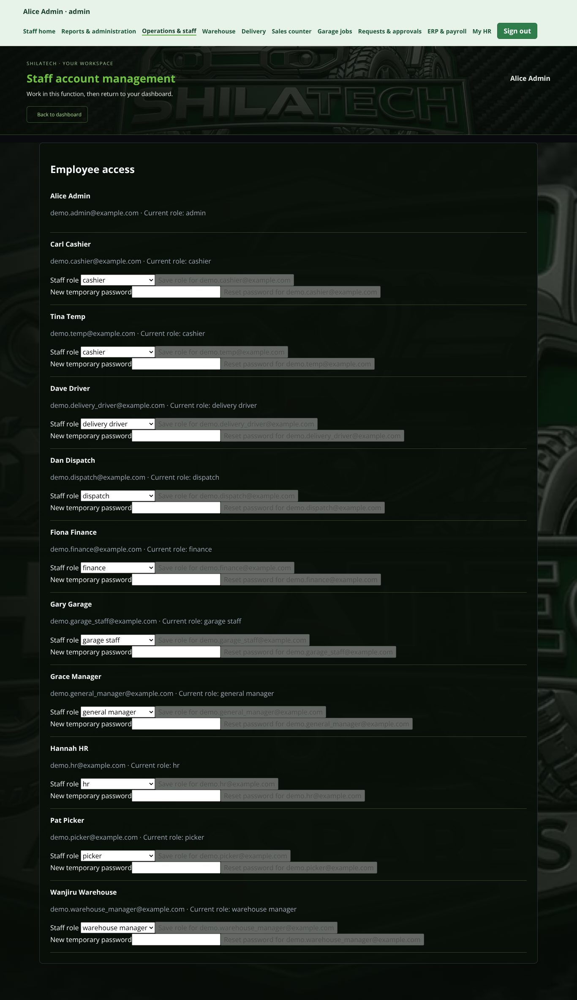 Alice Admin · admin
Staff home Reports & administration Operations & staff Warehouse Delivery Sales counter Garage jobs Requests & approvals ERP & payroll My HR Sign out
SHILATECH · YOUR WORKSPACE
Staff account management
Alice Admin
Work in this function, then return to your dashboard.
SHILATECH
Back to dashboard
Employee access
Alice Admin
demo.admin@example.com · Current role: admin
Carl Cashier
demo.cashier@example.com · Current role: cashier
Staff role cashier Save role for demo.cashier@example.com
New temporary password Reset password for demo.cashier@example.com
Tina Temp
demo.temp@example.com · Current role: cashier
Staff role cashier Save role for demo.temp@example.com
New temporary password Reset password for demo.temp@example.com
Dave Driver
demo.delivery_driver@example.com · Current role: delivery driver
Staff role delivery driver Save role for demo.delivery_driver@example.com
New temporary password Reset password for demo.delivery_driver@example.com
Dan Dispatch
demo.dispatch@example.com · Current role: dispatch
Staff role dispatch Save role for demo.dispatch@example.com
New temporary password Reset password for demo.dispatch@example.com
Fiona Finance
demo.finance@example.com · Current role: finance
Staff role finance Save role for demo.finance@example.com
New temporary password Reset password for demo.finance@example.com
Gary Garage
demo.garage_staff@example.com · Current role: garage staff
Staff role garage staff Save role for demo.garage_staff@example.com
New temporary password Reset password for demo.garage_staff@example.com
Grace Manager
demo.general_manager@example.com · Current role: general manager
Staff role general manager Save role for demo.general_manager@example.com
New temporary password Reset password for demo.general_manager@example.com
Hannah HR
demo.hr@example.com · Current role: hr
Staff role hr Save role for demo.hr@example.com
New temporary password Reset password for demo.hr@example.com
Pat Picker
demo.picker@example.com · Current role: picker
Staff role picker Save role for demo.picker@example.com
New temporary password Reset password for demo.picker@example.com
Wanjiru Warehouse
demo.warehouse_manager@example.com · Current role: warehouse manager
Staff role warehouse manager Save role for demo.warehouse_manager@example.com
New temporary password Reset password for demo.warehouse_manager@example.com